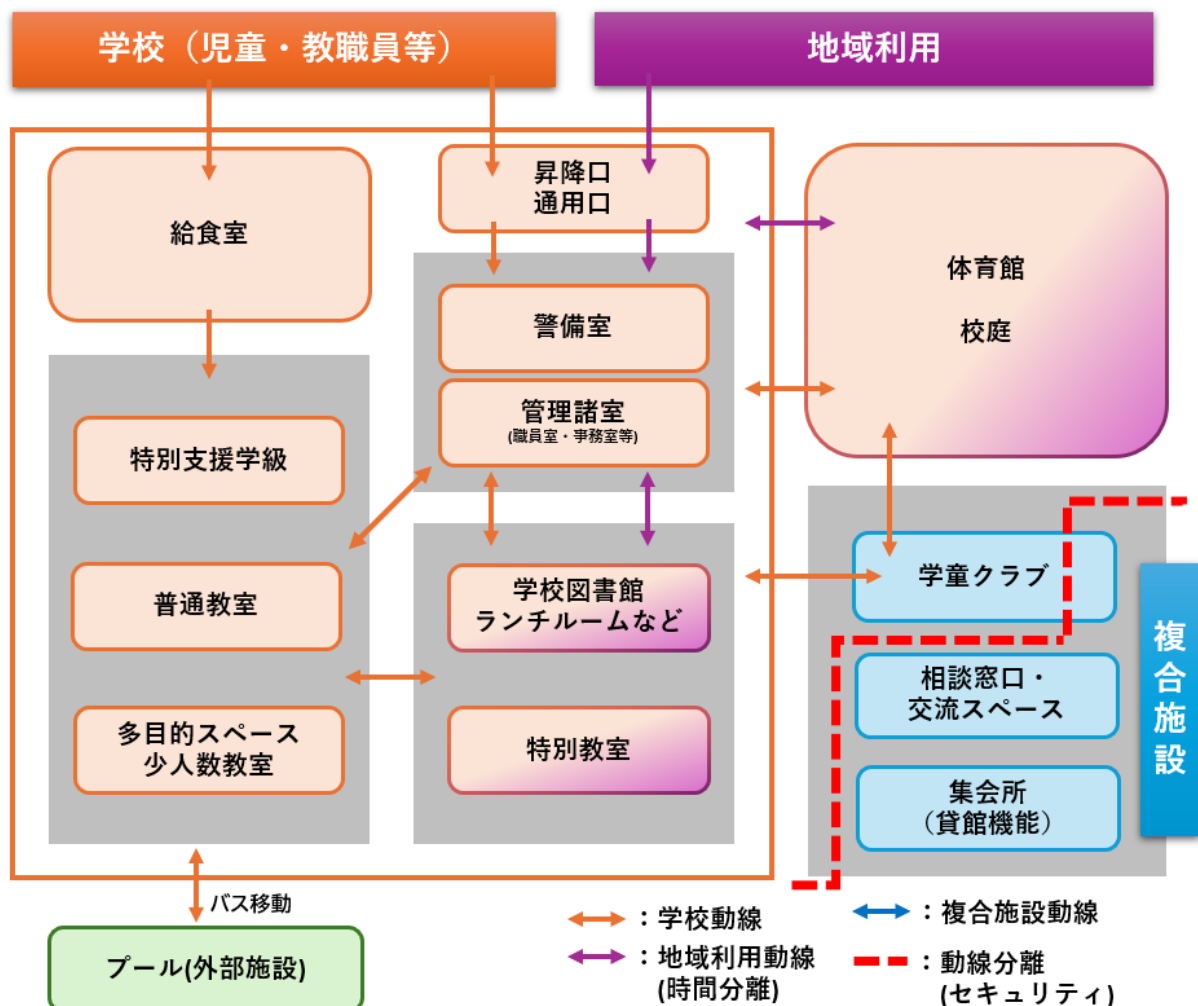 学校（児童・教職員等）
地域利用
給食室
昇降口
通用口
体育館
校庭
警備室
管理諸室
(職員室・事務室等)
特別支援学級
普通教室
多目的スペース
少人数教室
学校図書館
ランチルームなど
特別教室
学童クラブ
相談窓口・
交流スペース
集会所
（貸館機能）
複合施設
バス移動
プール(外部施設)
：学校動線
：地域利用動線
(時間分離)
：複合施設動線
：動線分離
(セキュリティ)